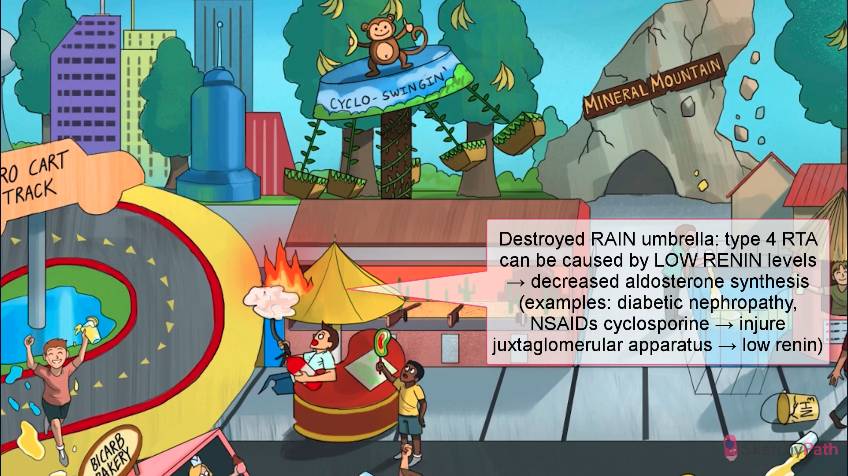 CYCLO-SWINGIN'
MINERAL MOUNTAIN
RO CART
TRACK
Destroyed RAIN umbrella: type 4 RTA
can be caused by LOW RENIN levels
→ decreased aldosterone synthesis
(examples: diabetic nephropathy,
NSAIDs cyclosporine → injure
juxtaglomerular apparatus → low renin)
NH3
BICARB
BAKERY